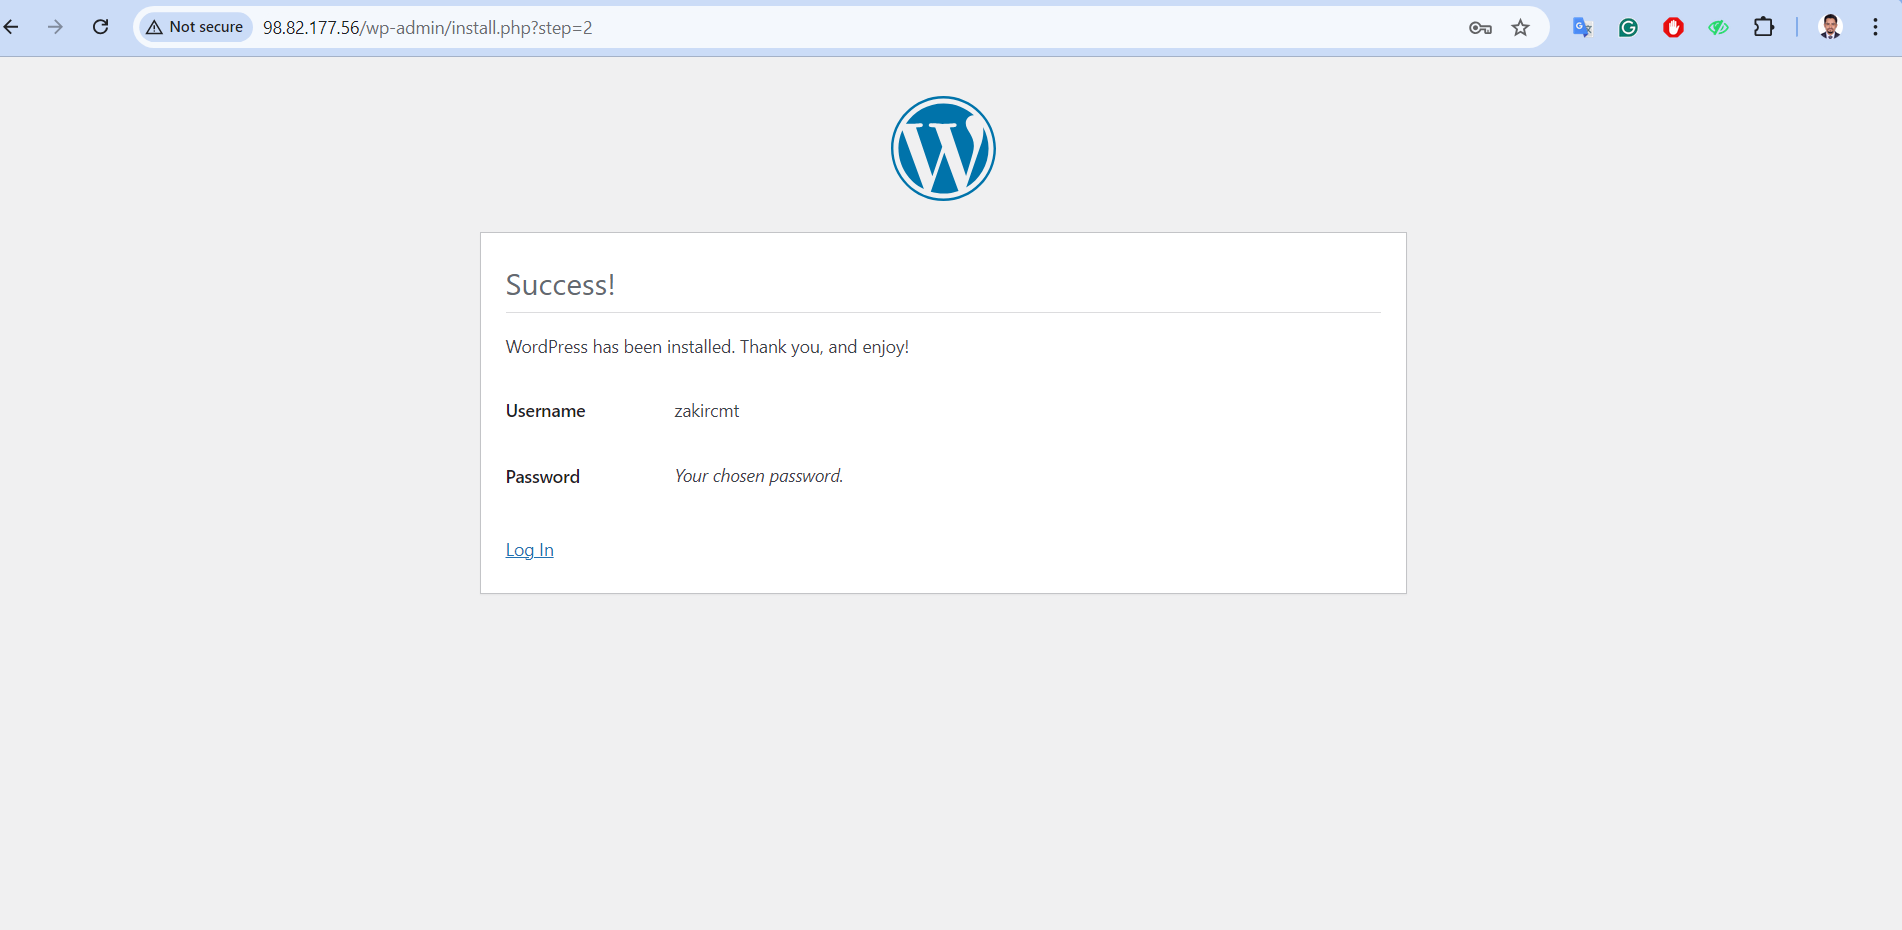 Not secure 98.82.177.56/wp-admin/install.php?step=2
Success!
WordPress has been installed. Thank you, and enjoy!
Username zakircmt
Password Your chosen password.
Log In